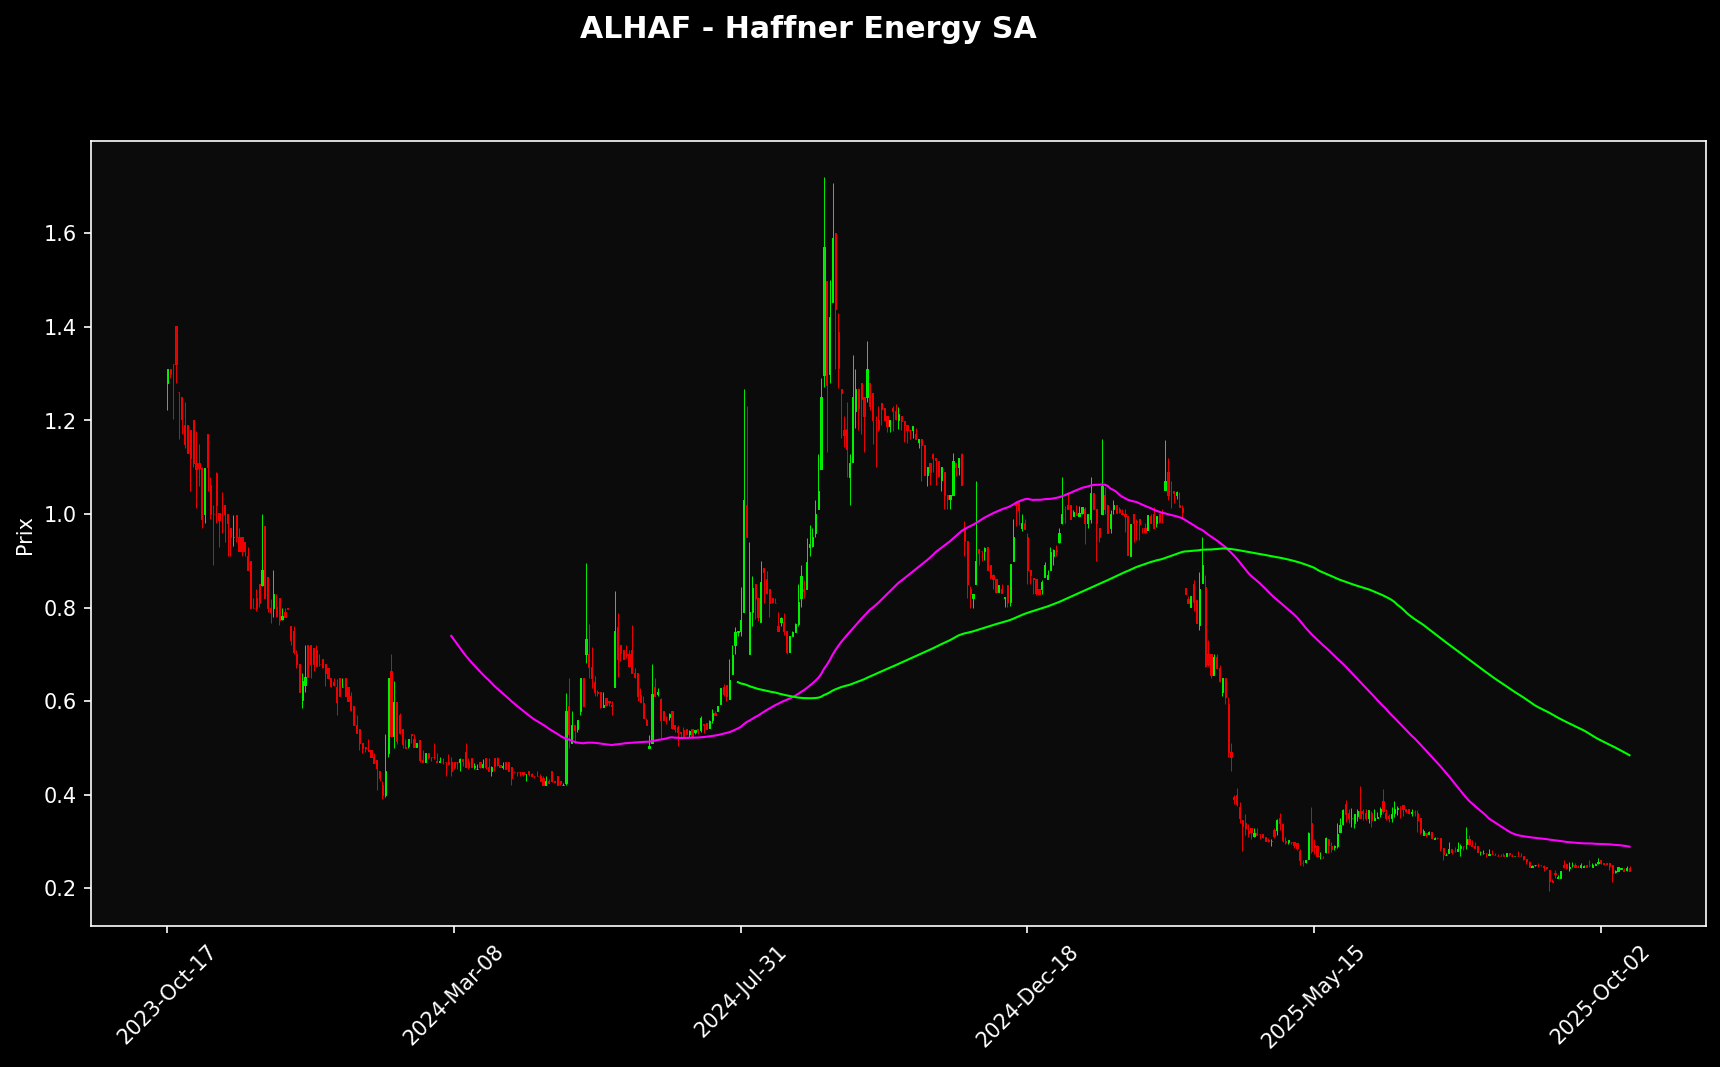 ALHAF - Haffner Energy SA
Prix
1.6
1.4
1.2
1.0
0.8
0.6
0.4
0.2
2023-Oct-17
2024-Mar-08
2024-Jul-31
2024-Dec-18
2025-May-15
2025-Oct-02